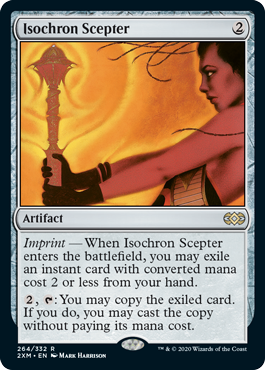 Isochron Scepter 2
Artifact
Imprint — When Isochron Scepter
enters the battlefield, you may exile
an instant card with converted mana
cost 2 or less from your hand.
2, : You may copy the exiled card.
If you do, you may cast the copy
without paying its mana cost.
264/332 R
2XM • EN Mark Harrison ™ & © 2020 Wizards of the Coast